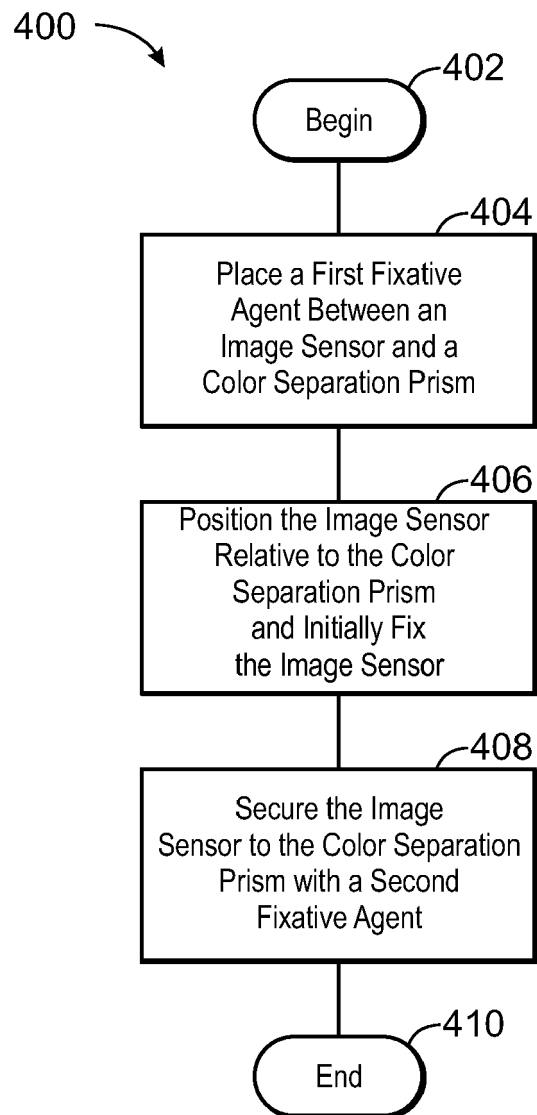 400
402
Begin
404
Place a First Fixative
Agent Between an
Image Sensor and a
Color Separation Prism
406
Position the Image Sensor
Relative to the Color
Separation Prism
and Initially Fix
the Image Sensor
408
Secure the Image
Sensor to the Color Separation
Prism with a Second
Fixative Agent
410
End